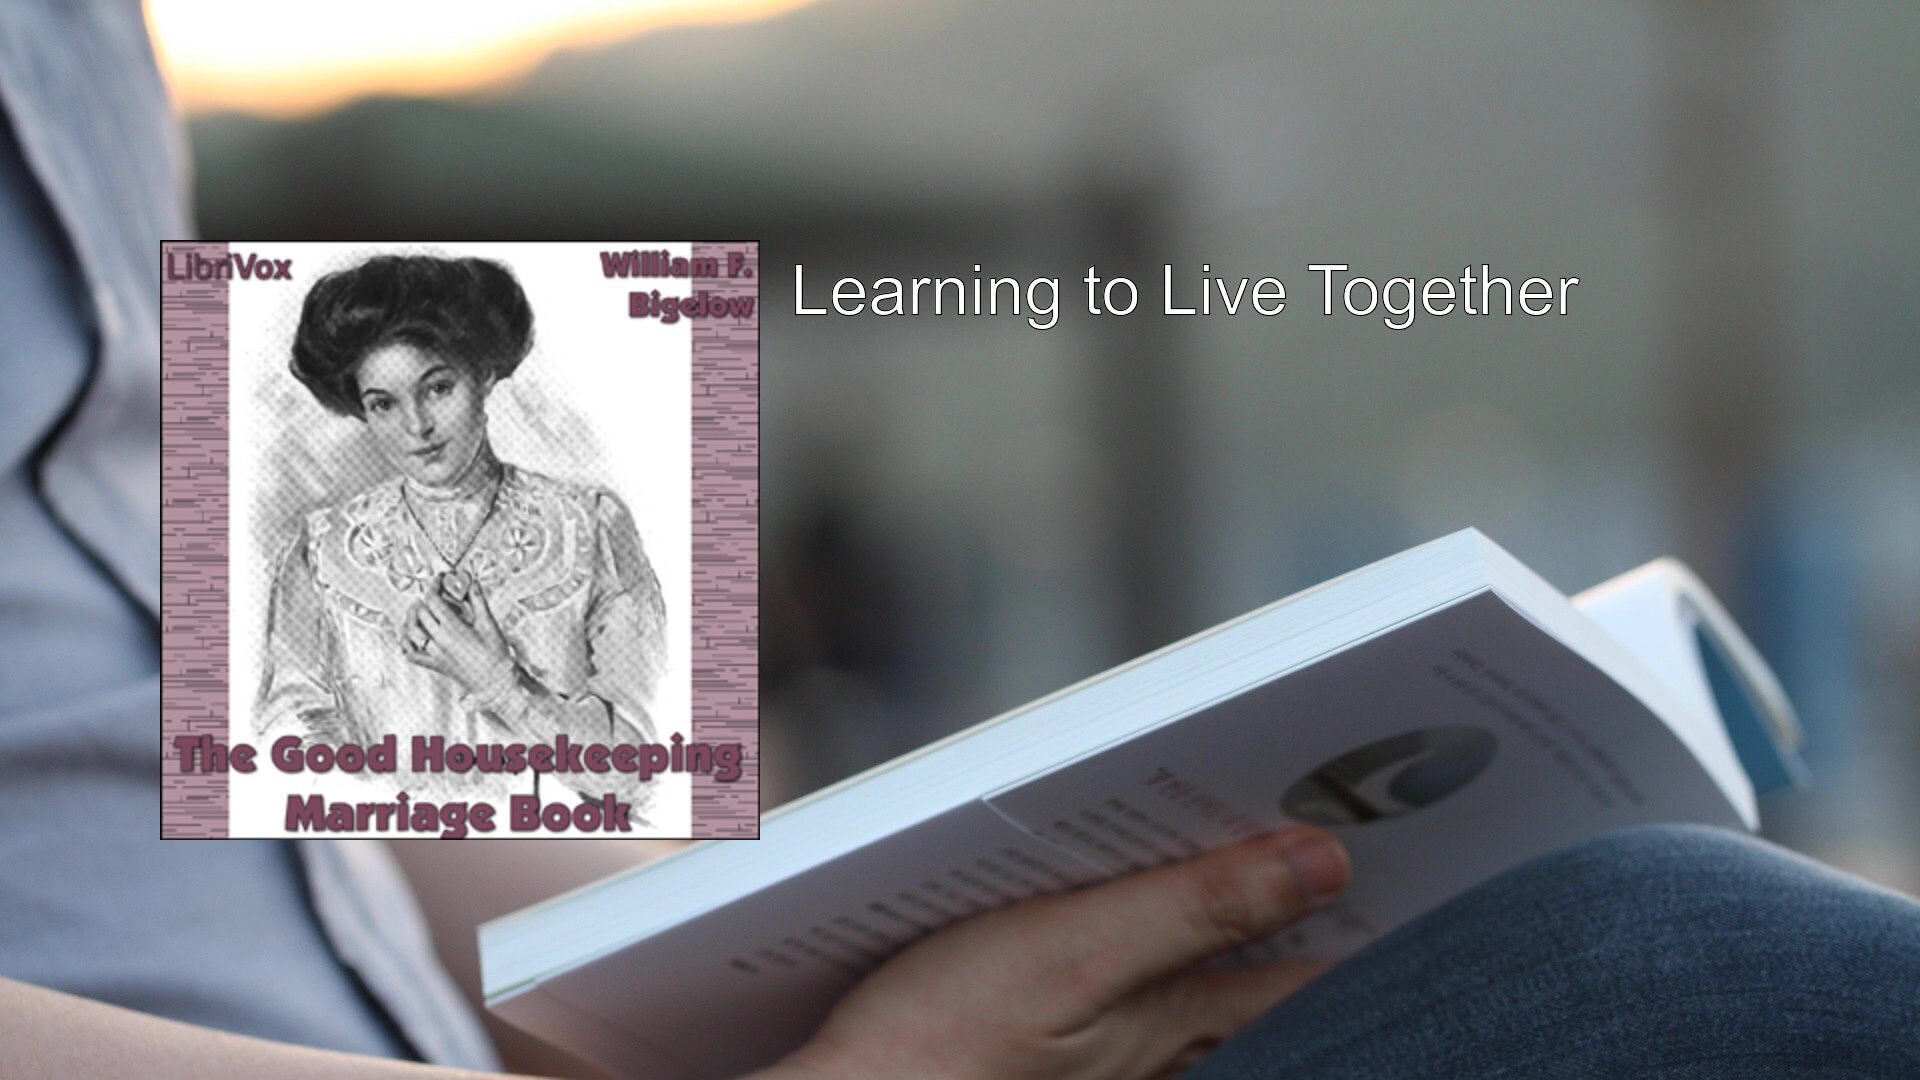 LibriVox
William F.
Bigelow
Learning to Live Together
The Good Housekeeping
Marriage Book